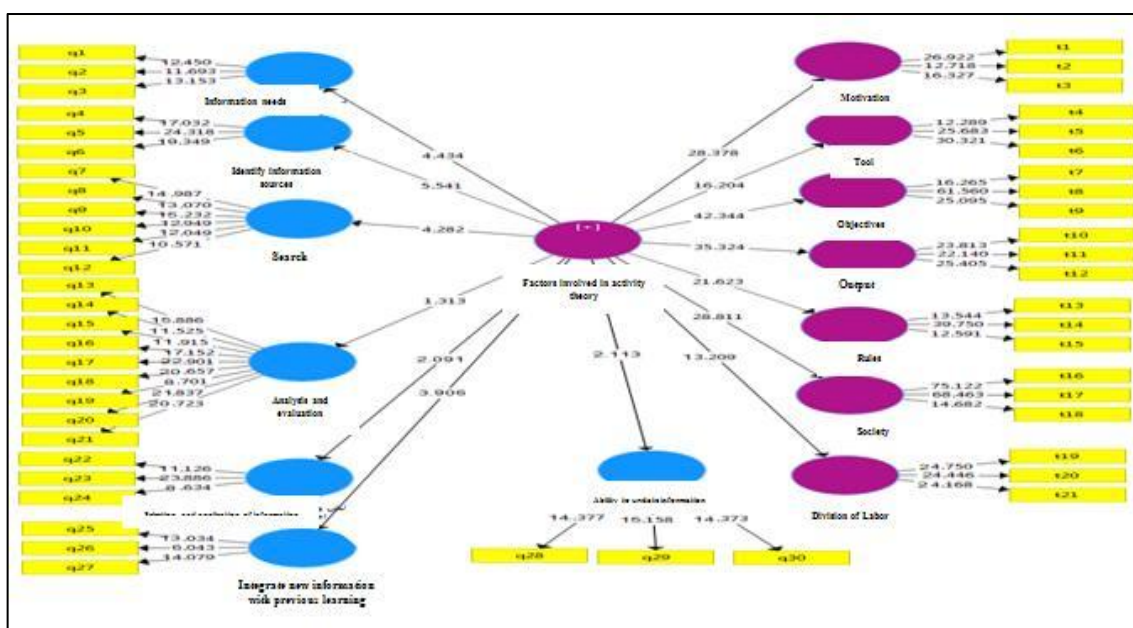 q1
q2
q3
12.450
11.693
13.153
Information needs
q4
q5
q6
17.032
24.318
19.349
Identify information
sources
q7
q8
q9
q10
q11
q12
14.987
13.070
15.232
12.949
12.049
10.571
Search
q13
q14
q15
q16
q17
q18
q19
q20
q21
11.525
11.915
17.152
22.901
20.657
8.701
20.723
Analysis and
evaluation
q22
q23
q24
11.126
23.886
8.634
and of information
q25
q26
q27
13.034
6.043
14.079
Integrate new information
with previous learning
4.434
5.541
4.282
1.313
2.091
3.906
2.113
Factors involved in activity
theory
Ability to information
14.377
14.373
q28
q29
q30
28.378
16.204
42.344
35.324
21.623
28.811
13.209
Motivation
26.922
12.718
16.327
t1
t2
t3
Tool
12.289
25.683
30.321
t4
t5
t6
Objectives
16.265
61.560
25.095
t7
t8
t9
Output
23.813
22.140
25.405
t10
t11
t12
Rules
13.544
39.750
12.591
t13
t14
t15
Society
75.122
68.463
14.682
t16
t17
t18
Division of Labor
24.750
24.446
24.168
t19
t20
t21